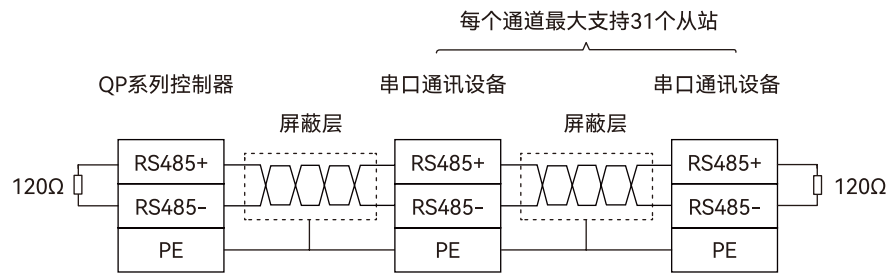 每个通道最大支持31个从站
QP系列控制器
串口通讯设备
串口通讯设备
屏蔽层
屏蔽层
RS485+
RS485+
RS485+
120Ω
120Ω
RS485-
RS485-
RS485-
PE
PE
PE